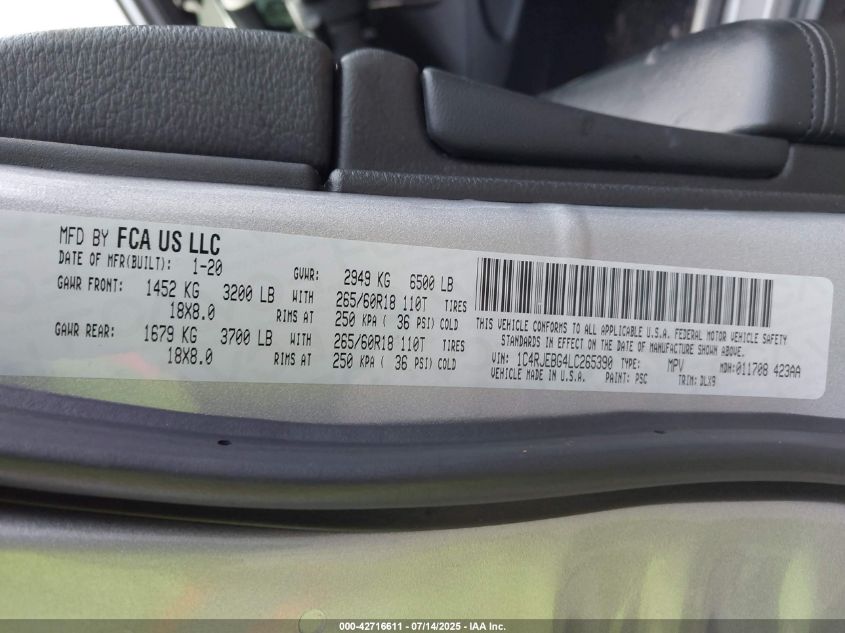 MFD BY FCA US LLC
DATE OF MFR(BUILT): 1-20 GVWR: 2949 KG 6500 LB
GAWR FRONT: 1452 KG 3200 LB WITH 265/60R18 110T TIRES
18X8.0 RIMS AT 250 KPA ( 36 PSI) COLD
GAWR REAR: 1679 KG 3700 LB WITH 265/60R18 110T TIRES
18X8.0 RIMS AT 250 KPA ( 36 PSI) COLD
THIS VEHICLE CONFORMS TO ALL APPLICABLE U.S.A. FEDERAL MOTOR VEHICLE SAFETY
STANDARDS IN EFFECT ON THE DATE OF MANUFACTURE SHOWN ABOVE.
VIN: 1C4RJEBG4LC265390 TYPE: MPV MDH: 011708 423AA
VEHICLE MADE IN U.S.A. PAINT: PSC TRIM: DLX9
000-42716611 - 07/14/2025 - IAA Inc.